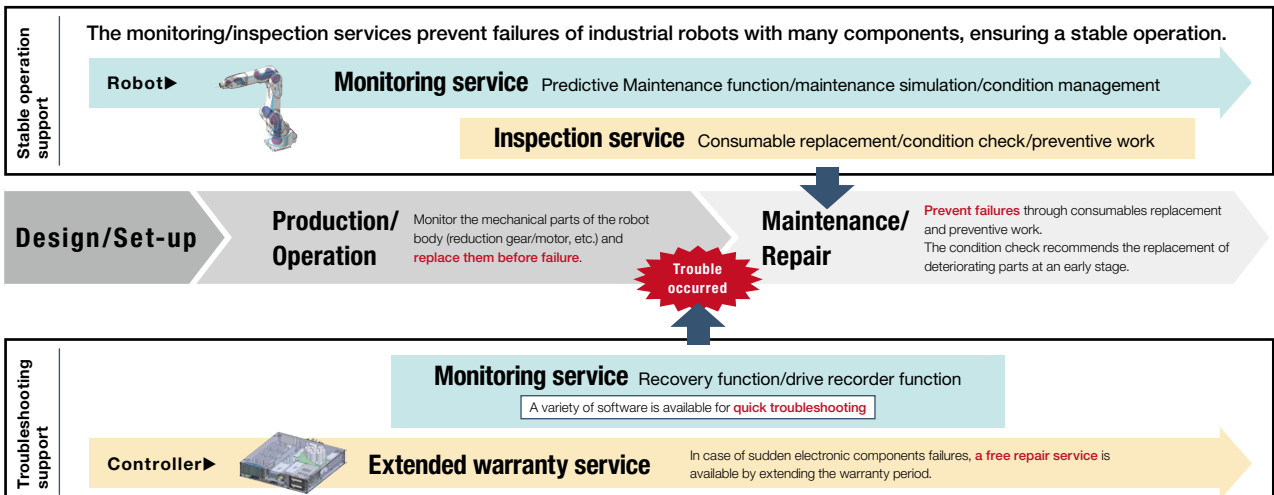 Stable operation
support
The monitoring/inspection services prevent failures of industrial robots with many components, ensuring a stable operation.
Robot▶
Monitoring service Predictive Maintenance function/maintenance simulation/condition management
Inspection service Consumable replacement/condition check/preventive work
Design/Set-up
Production/
Operation
Monitor the mechanical parts of the robot
body (reduction gear/motor, etc.) and
replace them before failure.
Trouble
occurred
Maintenance/
Repair
Prevent failures through consumables replacement
and preventive work.
The condition check recommends the replacement of
deteriorating parts at an early stage.
Troubleshooting
support
Monitoring service Recovery function/drive recorder function
A variety of software is available for quick troubleshooting
Controller▶
Extended warranty service
In case of sudden electronic components failures, a free repair service is
available by extending the warranty period.